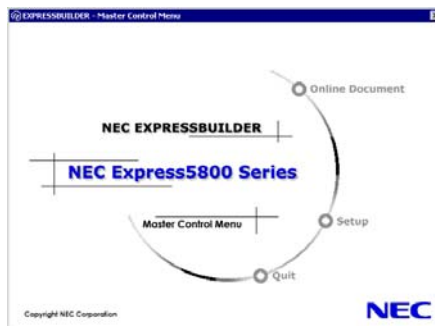 EXPRESSBUILDER - Master Control Menu
Online Document
NEC EXPRESSBUILDER
NEC Express5800 Series
Master Control Menu
Setup
Quit
Copyright NEC Corporation
NEC